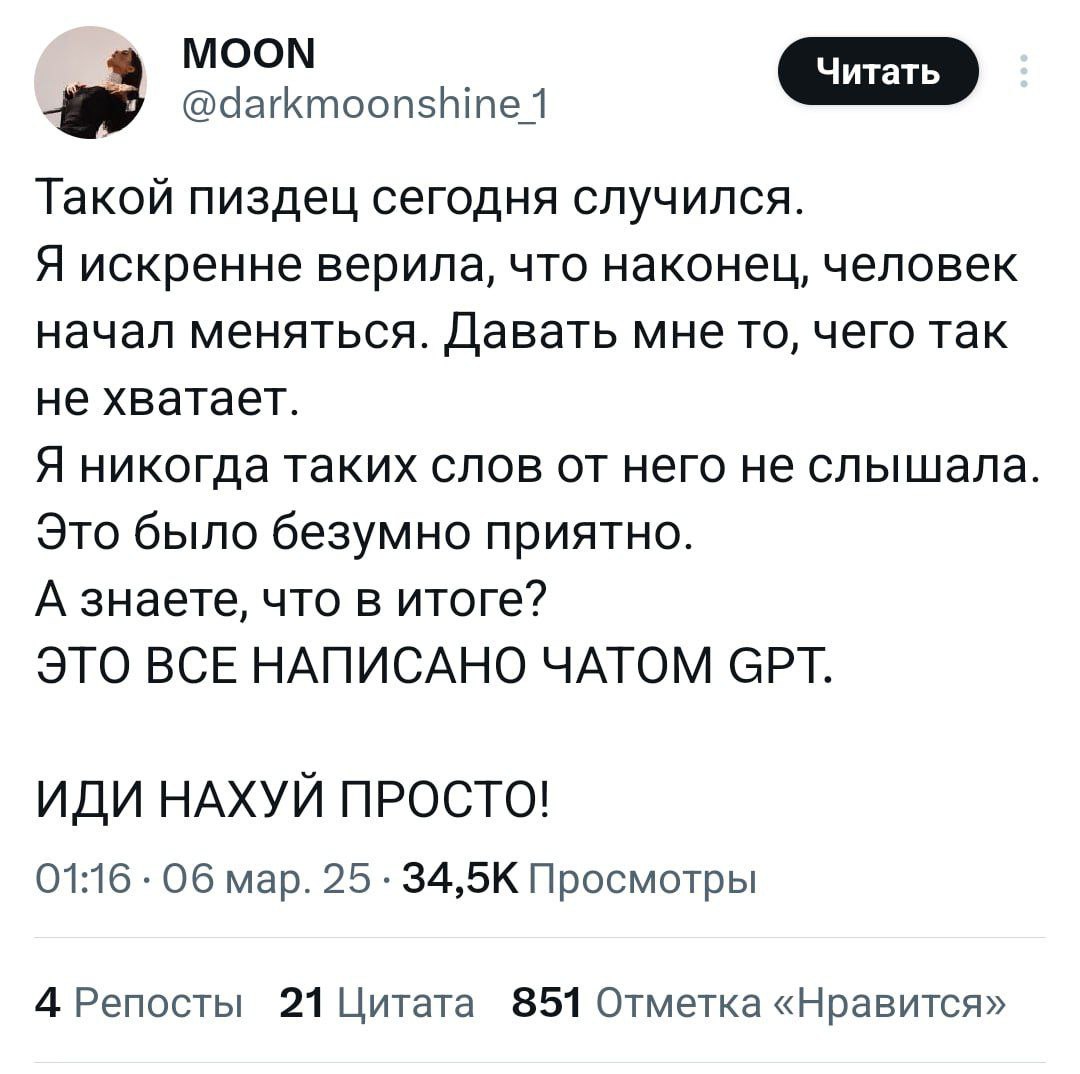 MOON
@darkmoonshine_1
Читать
Такой пиздец сегодня случился.
Я искренне верила, что наконец, человек
начал меняться. Давать мне то, чего так
не хватает.
Я никогда таких слов от него не слышала.
Это было безумно приятно.
А знаете, что в итоге?
ЭТО ВСЕ НАПИСАНО ЧАТОМ GPT.
ИДИ НАХУЙ ПРОСТО!
01:16 · 06 мар. 25 · 34,5K Просмотры
4 Репосты 21 Цитата 851 Отметка «Нравится»